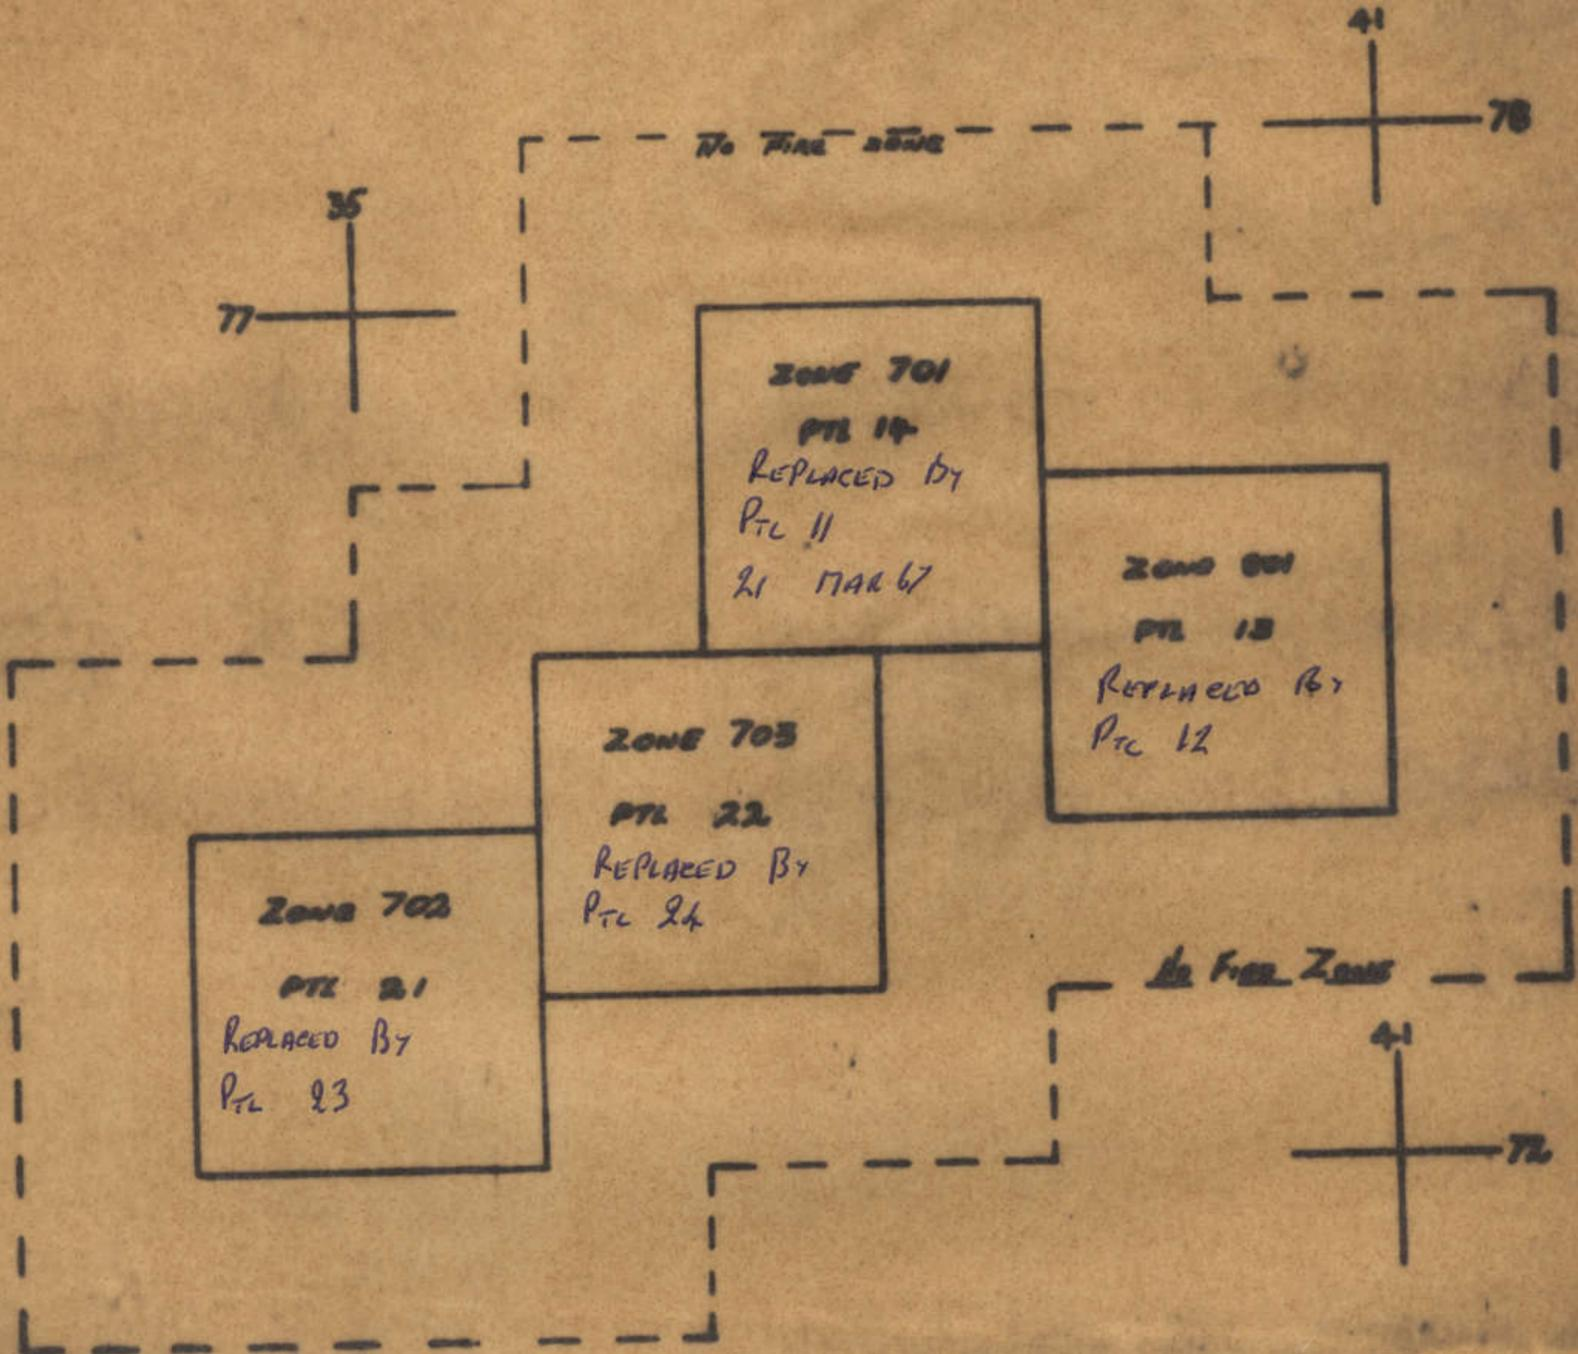 41
78
No Fire Zone
35
77
ZONE 701
PTL 14
REPLACED By
PTL 11
21 MAR 67
ZONE 801
PTL 13
REPLACED By
PTL 12
ZONE 703
PTL 22
REPLACED By
PTL 24
ZONE 702
PTL 21
REPLACED By
PTL 23
No Fire Zone
41
72